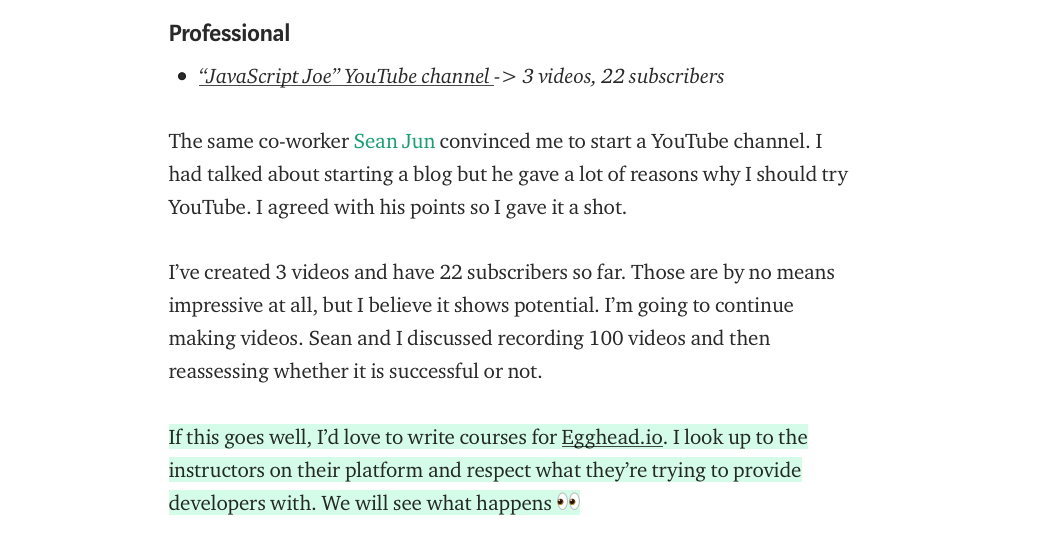 Professional
• “JavaScript Joe” YouTube channel -> 3 videos, 22 subscribers
The same co-worker Sean Jun convinced me to start a YouTube channel. I
had talked about starting a blog but he gave a lot of reasons why I should try
YouTube. I agreed with his points so I gave it a shot.
I’ve created 3 videos and have 22 subscribers so far. Those are by no means
impressive at all, but I believe it shows potential. I’m going to continue
making videos. Sean and I discussed recording 100 videos and then
reassessing whether it is successful or not.
If this goes well, I’d love to write courses for Egghead.io. I look up to the
instructors on their platform and respect what they’re trying to provide
developers with. We will see what happens 👀